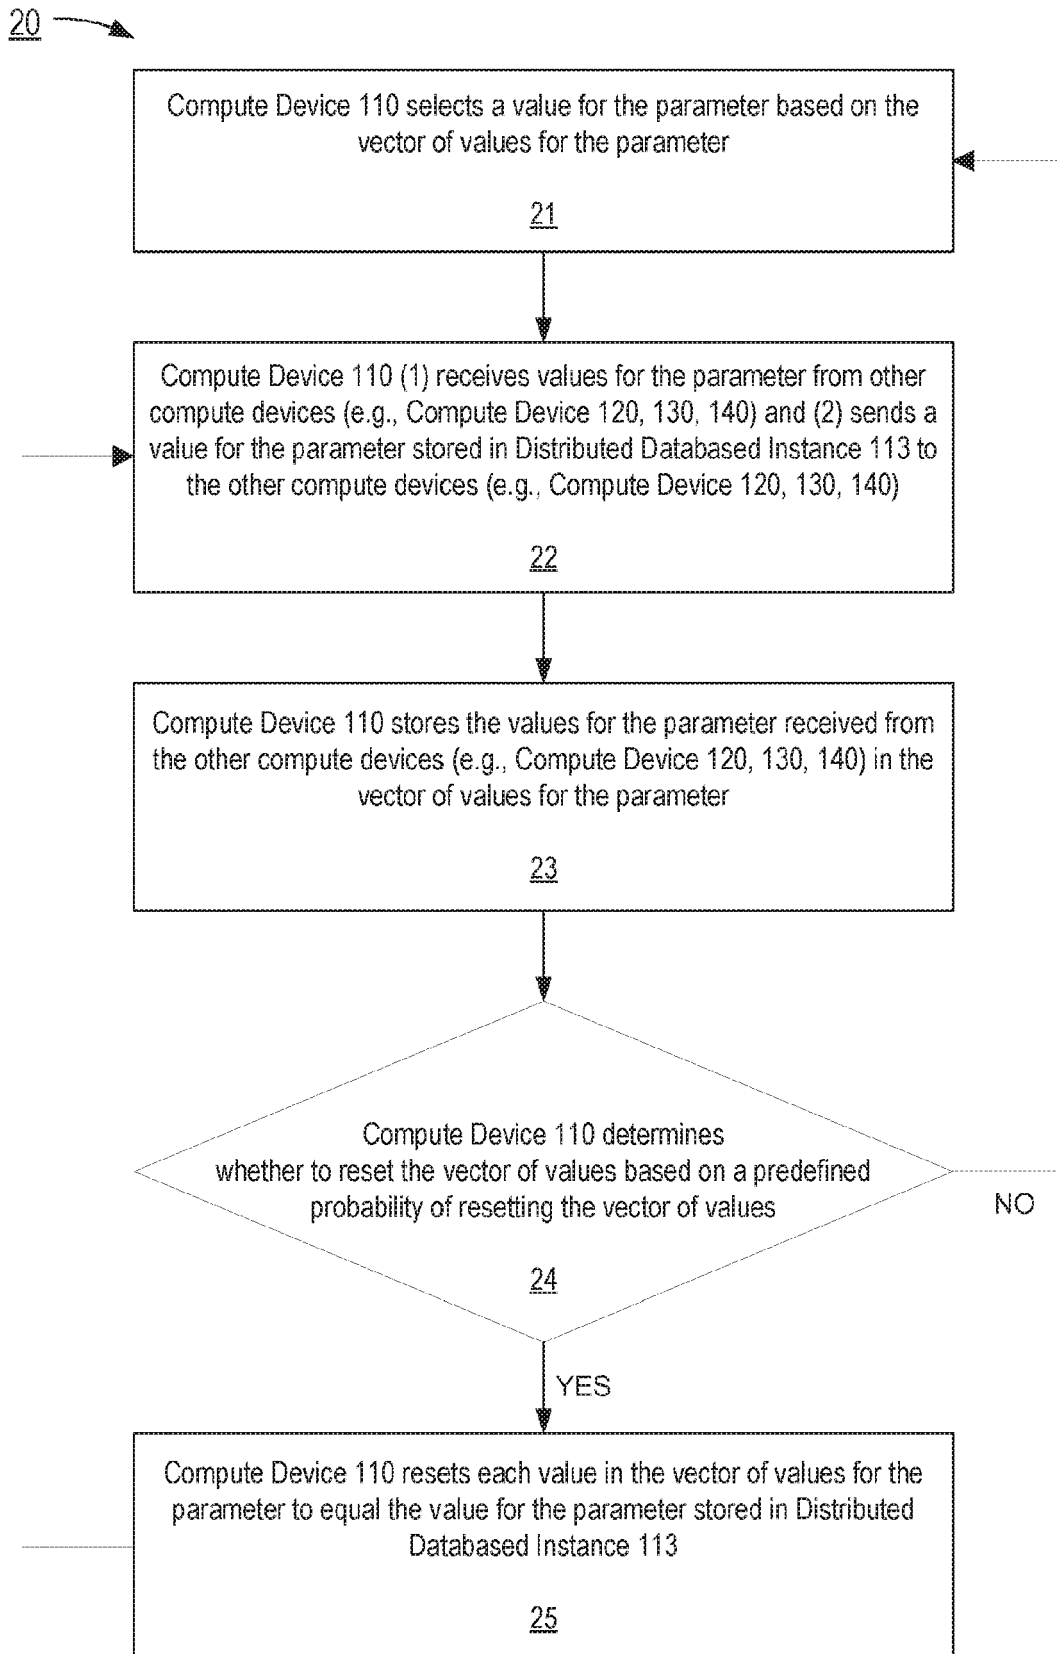 20
Compute Device 110 selects a value for the parameter based on the
vector of values for the parameter
21
Compute Device 110 (1) receives values for the parameter from other
compute devices (e.g., Compute Device 120, 130, 140) and (2) sends a
value for the parameter stored in Distributed Databased Instance 113 to
the other compute devices (e.g., Compute Device 120, 130, 140)
22
Compute Device 110 stores the values for the parameter received from
the other compute devices (e.g., Compute Device 120, 130, 140) in the
vector of values for the parameter
23
Compute Device 110 determines
whether to reset the vector of values based on a predefined
probability of resetting the vector of values
24
NO
YES
Compute Device 110 resets each value in the vector of values for the
parameter to equal the value for the parameter stored in Distributed
Databased Instance 113
25